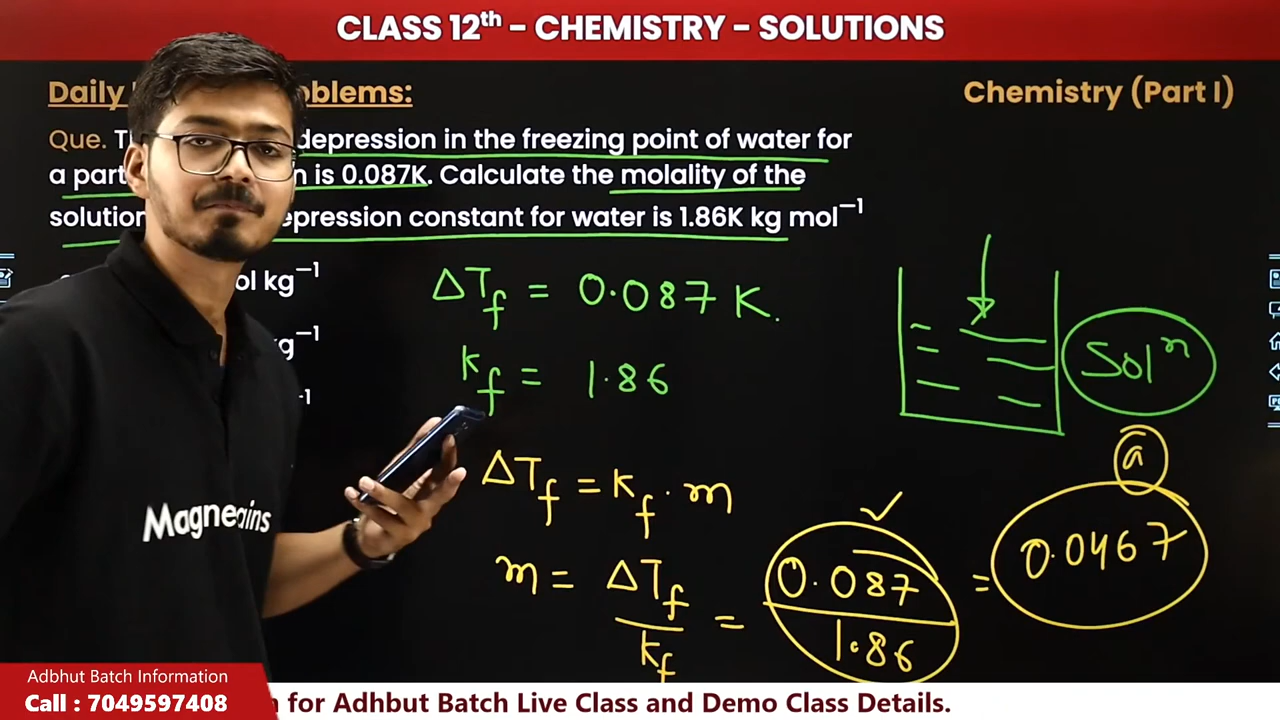 CLASS 12th - CHEMISTRY - SOLUTIONS
Daily oblems:
Chemistry (Part I)
Que. depression in the freezing point of water for
a part n is 0.087K. Calculate the molality of the
solution epression constant for water is 1.86K kg mol⁻¹
ol kg⁻¹
g⁻¹
-1
ΔTf = 0.087 K.
Kf = 1.86
Solⁿ
a
ΔTf = Kf · m
m = ΔTf / Kf = 0.087 / 1.86 = 0.0467
Magne ains
Adbhut Batch Information
Call : 7049597408
for Adhbut Batch Live Class and Demo Class Details.